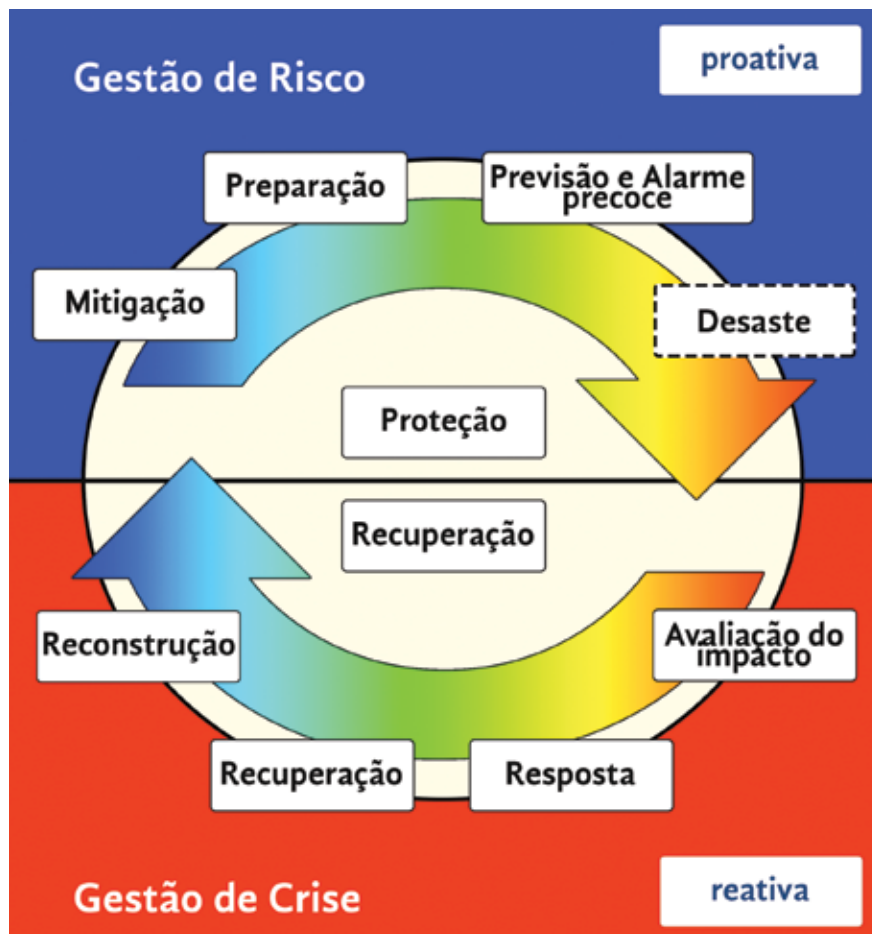 Gestão de Risco
proativa
Preparação
Previsão e Alarme
precoce
Mitigação
Desaste
Proteção
Recuperação
Reconstrução
Avaliação do
impacto
Recuperação
Resposta
Gestão de Crise
reativa